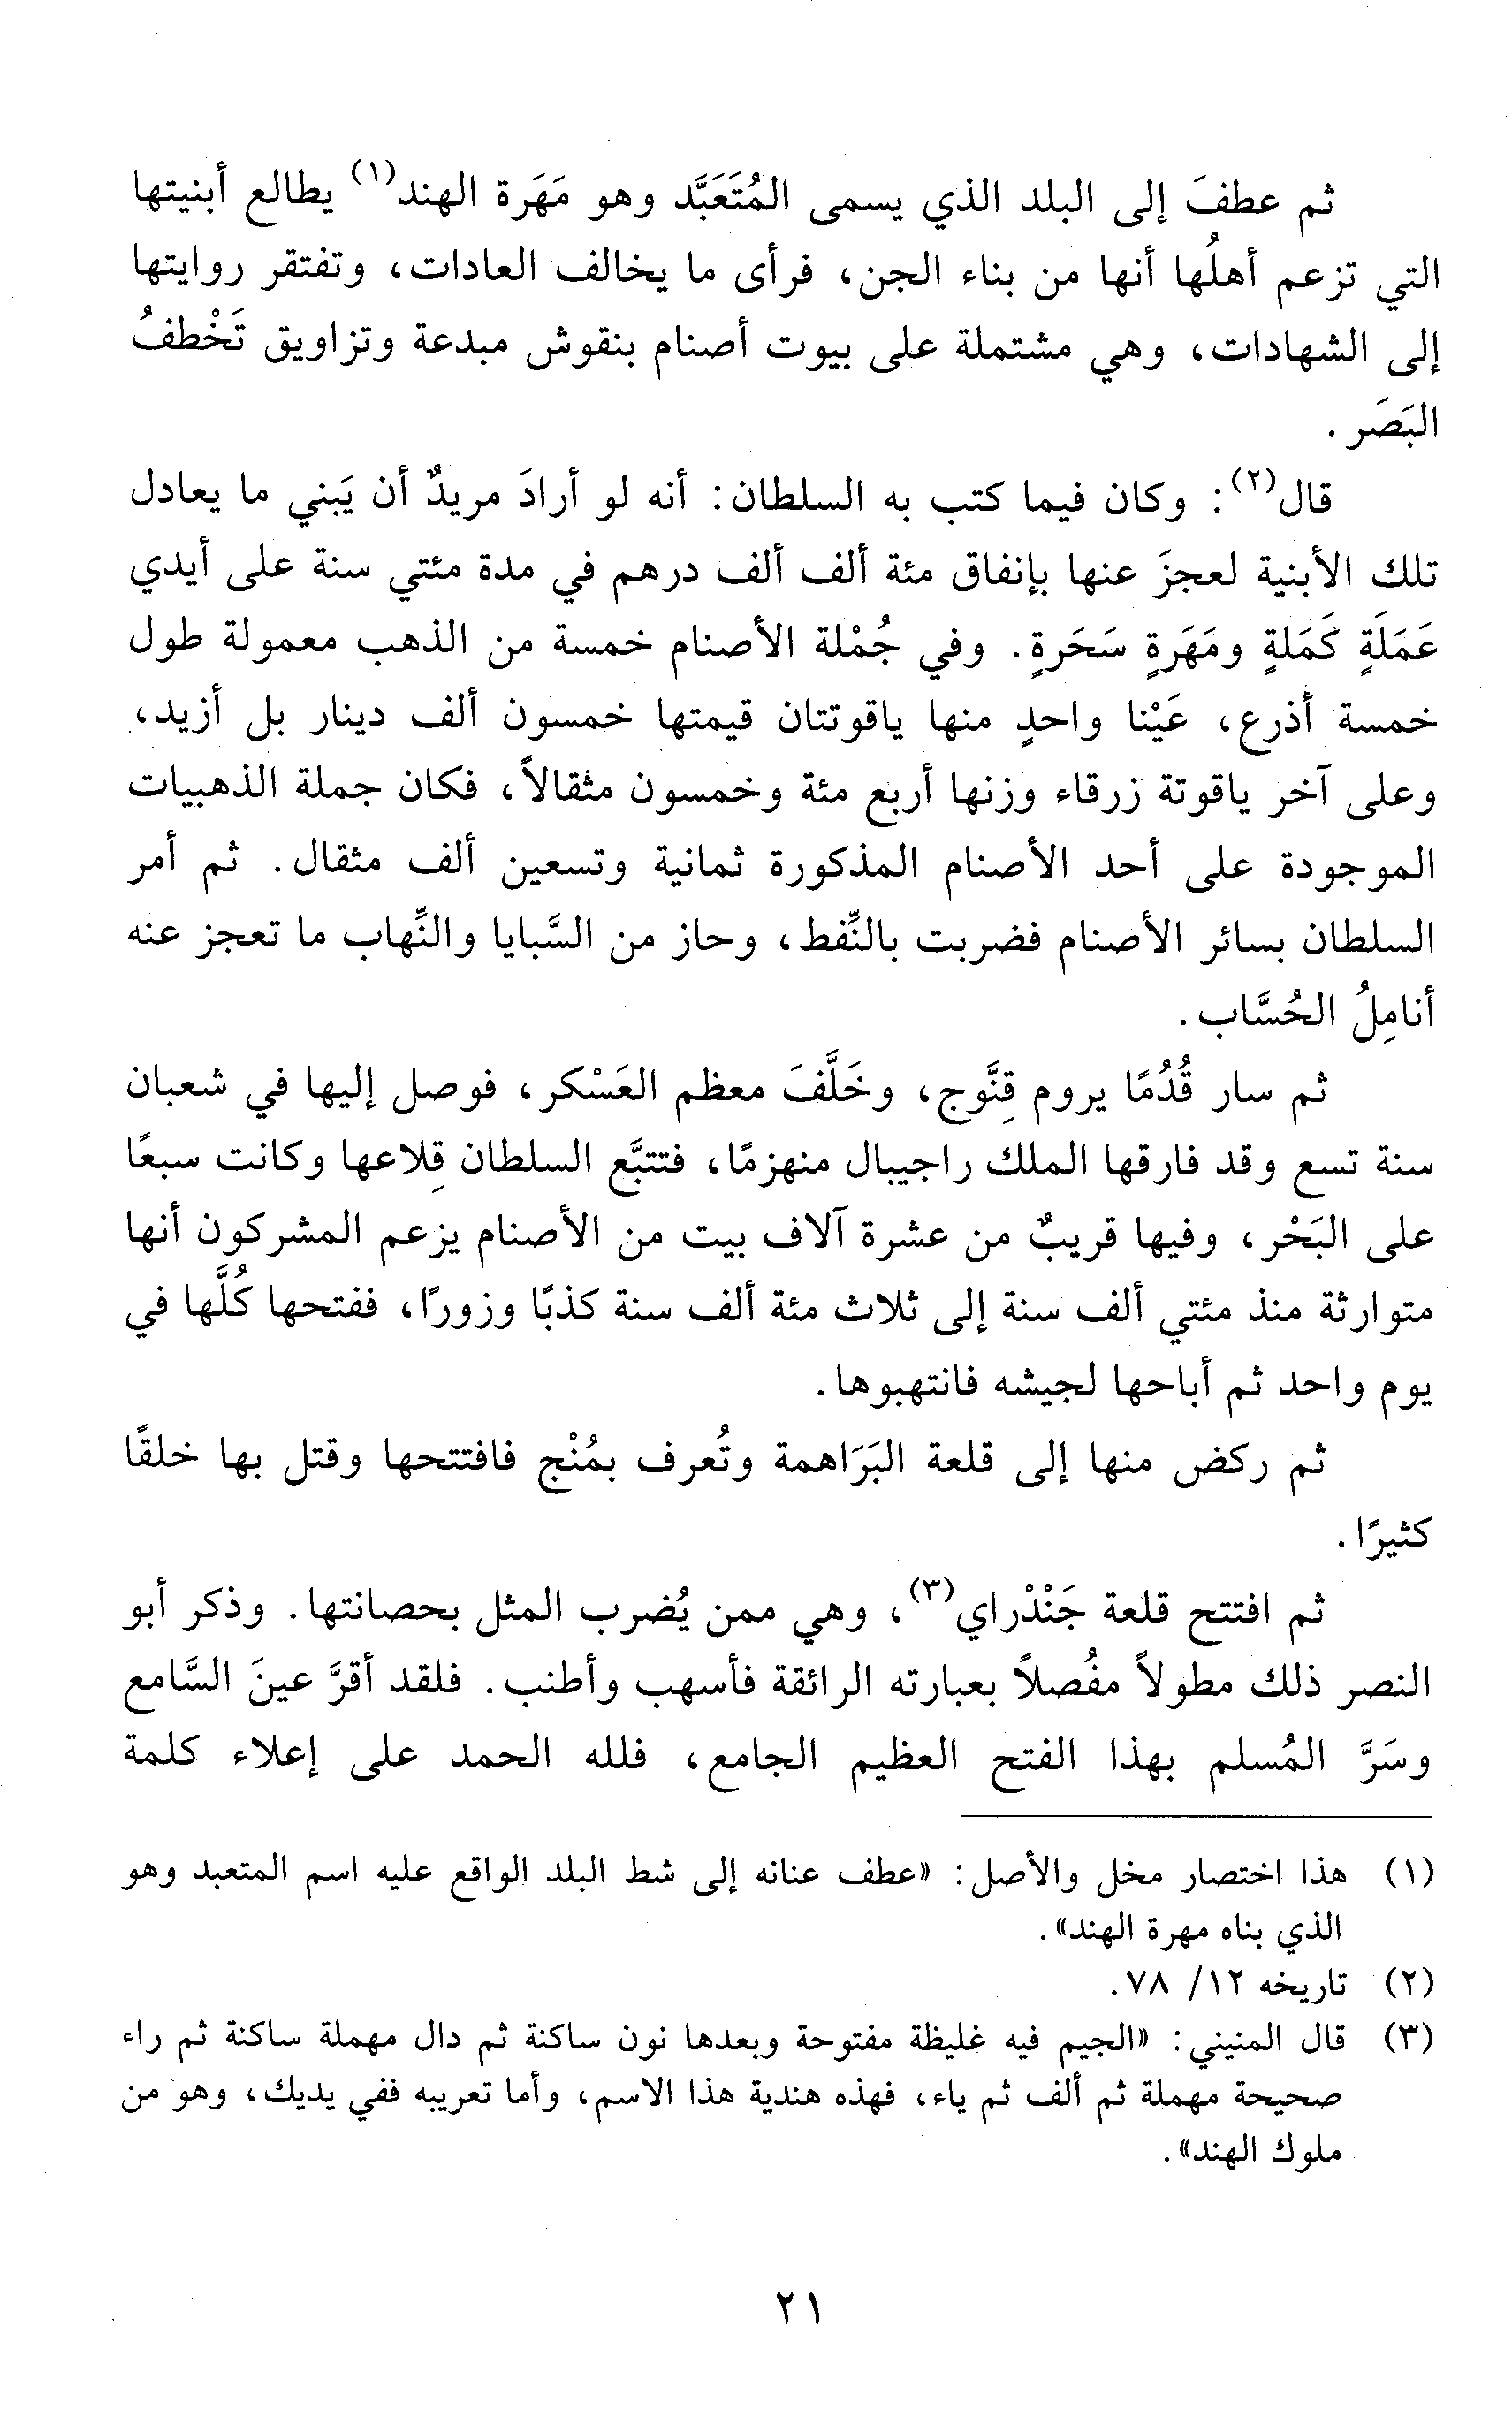 ثم عطفَ إلى البلد الذي يسمى المُتَعَبَّد وهو مَهَرة الهند(١) يطالع أبنيتها
التي تزعم أهلُها أنها من بناء الجن، فرأى ما يخالف العادات، وتفتقر روايتها
إلى الشهادات، وهي مشتملة على بيوت أصنام بنقوش مبدعة وتزاويق تَخْطفُ
البَصَر.
قال(٢): وكان فيما كتب به السلطان: أنه لو أرادَ مريدٌ أن يَبني ما يعادل
تلك الأبنية لعجزَ عنها بإنفاق مئة ألف ألف درهم في مدة مئتي سنة على أيدي
عَمَلَةٍ كَمَلةٍ ومَهَرةٍ سَحَرةٍ. وفي جُمْلة الأصنام خمسة من الذهب معمولة طول
خمسة أذرع، عَيْنا واحدٍ منها ياقوتتان قيمتها خمسون ألف دينار بل أزيد،
وعلى آخر ياقوتة زرقاء وزنها أربع مئة وخمسون مثقالاً، فكان جملة الذهبيات
الموجودة على أحد الأصنام المذكورة ثمانية وتسعين ألف مثقال. ثم أمر
السلطان بسائر الأصنام فضربت بالنِّفط، وحاز من السَّبايا والنِّهاب ما تعجز عنه
أنامِلُ الحُسَّاب.
ثم سار قُدُمًا يروم قِنَّوج، وخَلَّفَ معظم العَسْكر، فوصل إليها في شعبان
سنة تسع وقد فارقها الملك راجيبال منهزمًا، فتتبَّع السلطان قِلاعها وكانت سبعًا
على البَحْر، وفيها قريبٌ من عشرة آلاف بيت من الأصنام يزعم المشركون أنها
متوارثة منذ مئتي ألف سنة إلى ثلاث مئة ألف سنة كذبًا وزورًا، ففتحها كُلَّها في
يوم واحد ثم أباحها لجيشه فانتهبوها.
ثم ركض منها إلى قلعة البَرَاهمة وتُعرف بمُنْج فافتتحها وقتل بها خلقًا
كثيرًا.
ثم افتتح قلعة جَنْدْراي(٣)، وهي ممن يُضرب المثل بحصانتها. وذكر أبو
النصر ذلك مطولاً مفُصلاً بعبارته الرائقة فأسهب وأطنب. فلقد أقرَّ عينَ السَّامع
وسَرَّ المُسلم بهذا الفتح العظيم الجامع، فلله الحمد على إعلاء كلمة
(١) هذا اختصار مخل والأصل: «عطف عنانه إلى شط البلد الواقع عليه اسم المتعبد وهو
الذي بناه مهرة الهند».
(٢) تاريخه ١٢/ ٧٨.
(٣) قال المنيني: «الجيم فيه غليظة مفتوحة وبعدها نون ساكنة ثم دال مهملة ساكنة ثم راء
صحيحة مهملة ثم ألف ثم ياء، فهذه هندية هذا الاسم، وأما تعريبه ففي يديك، وهو من
ملوك الهند».
٢١